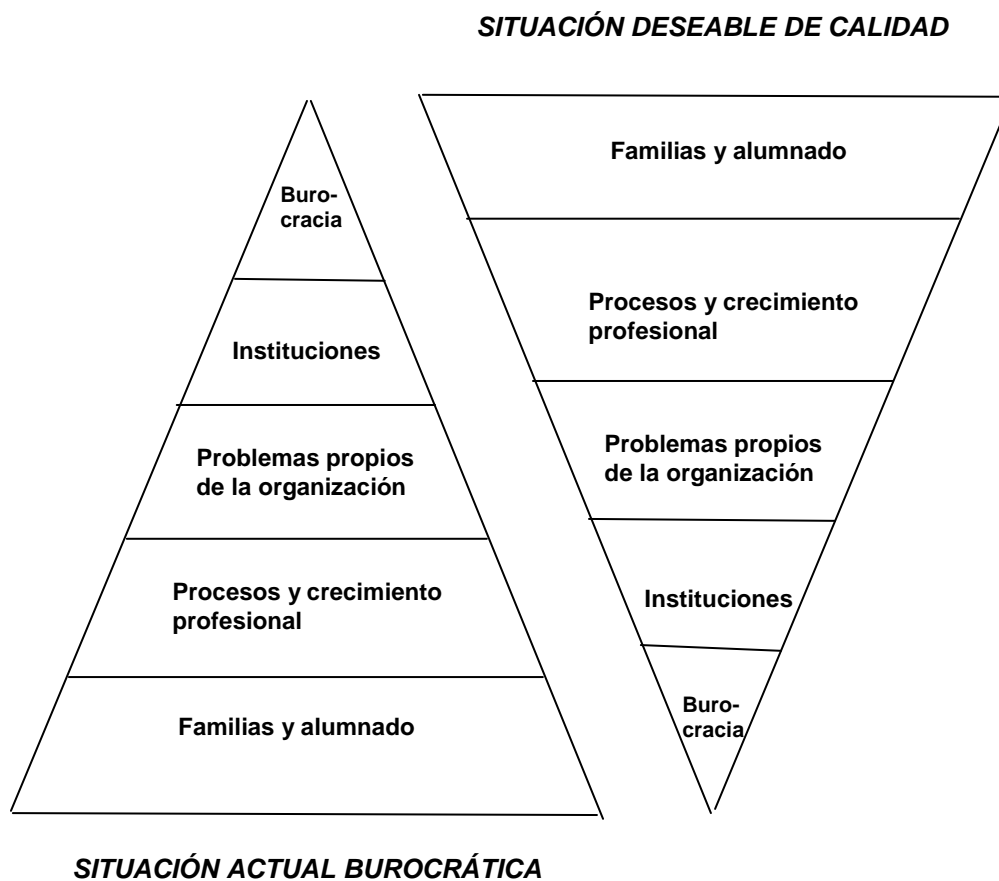 SITUACIÓN DESEABLE DE CALIDAD
Buro-
cracia
Instituciones
Problemas propios
de la organización
Procesos y crecimiento
profesional
Familias y alumnado
Familias y alumnado
Procesos y crecimiento
profesional
Problemas propios
de la organización
Instituciones
Buro-
cracia
SITUACIÓN ACTUAL BUROCRÁTICA